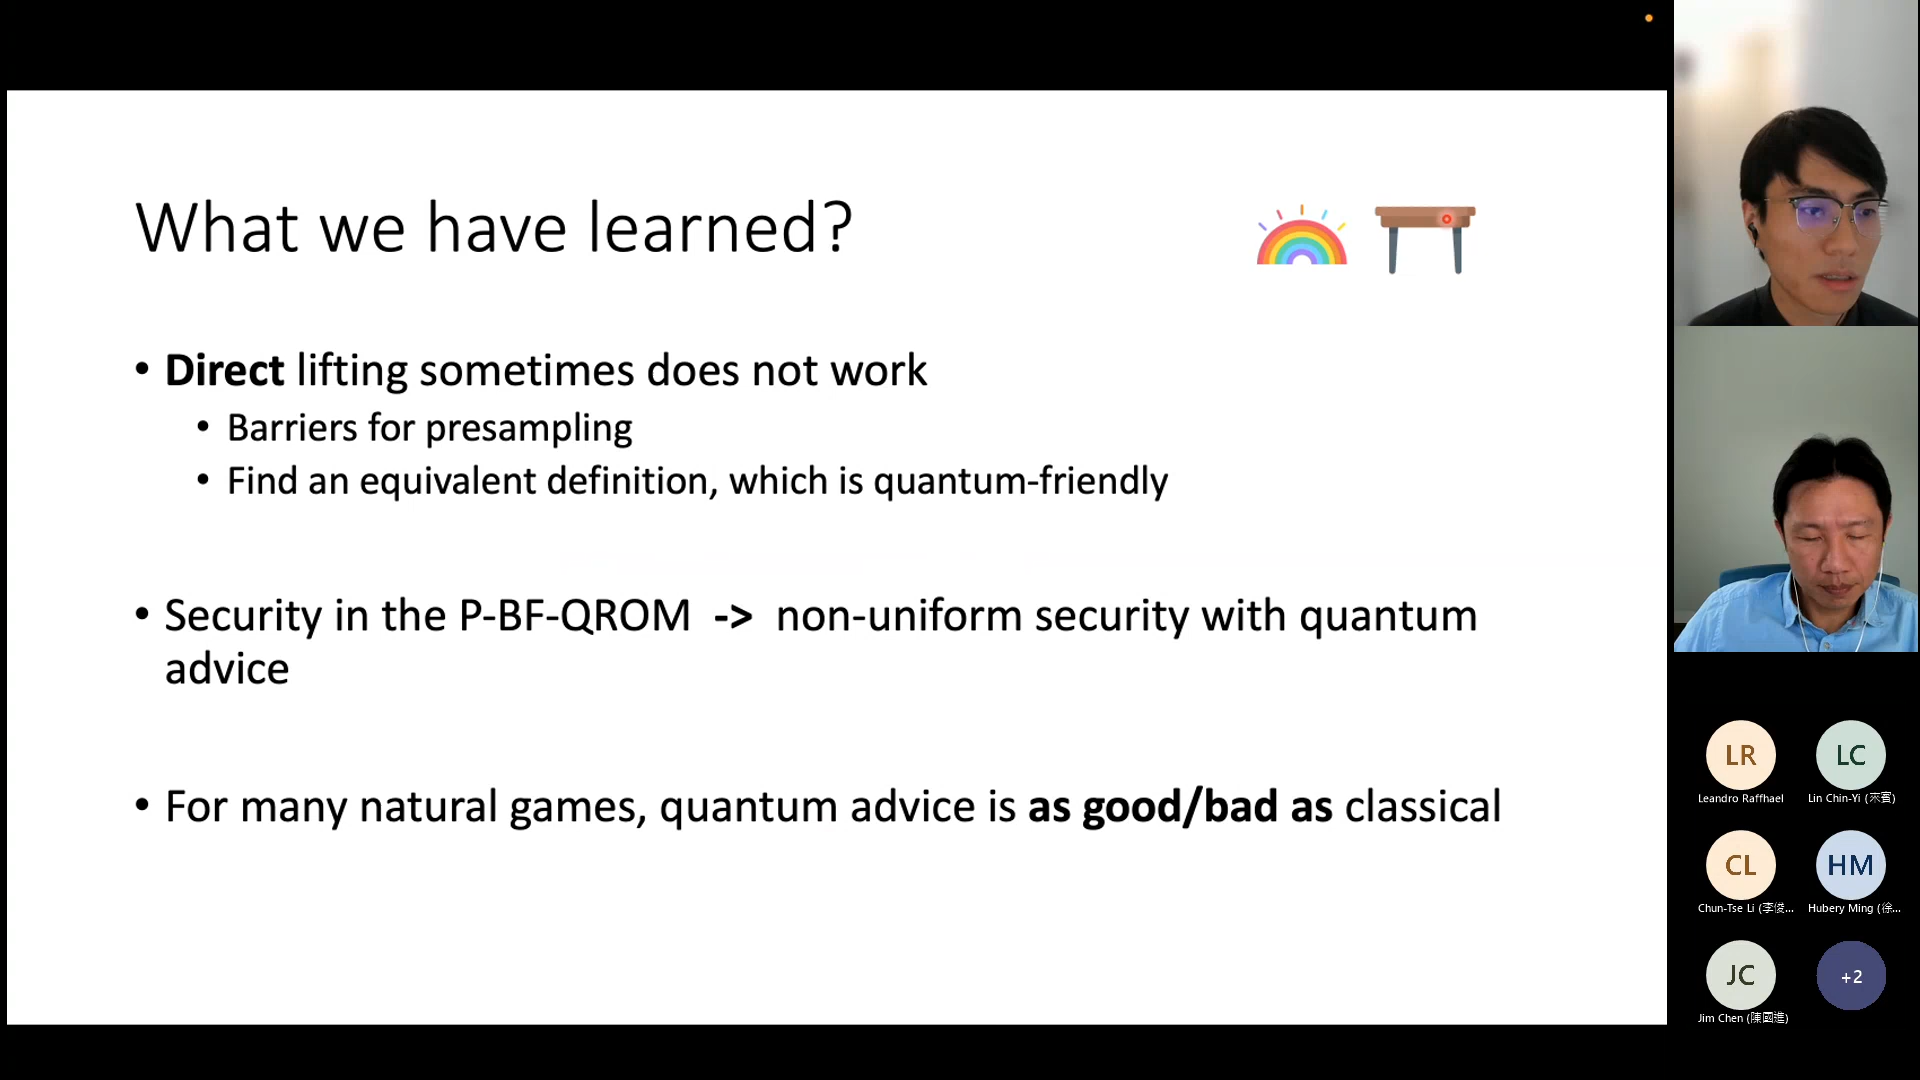 What we have learned?
• Direct lifting sometimes does not work
• Barriers for presampling
• Find an equivalent definition, which is quantum-friendly
• Security in the P-BF-QROM -> non-uniform security with quantum
advice
• For many natural games, quantum advice is as good/bad as classical
LR
LC
Leandro Raffhael
Lin Chin-Yi (
CL
HM
Chun-Tse Li (李俊...
Hubery Ming (徐...
JC
+2
Jim Chen (陳國進)